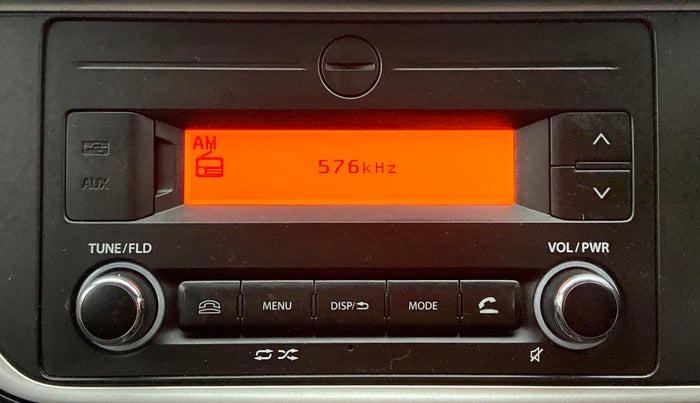 AM
576kHz
AUX
TUNE/FLD
VOL/PWR
MENU
DISP/
MODE